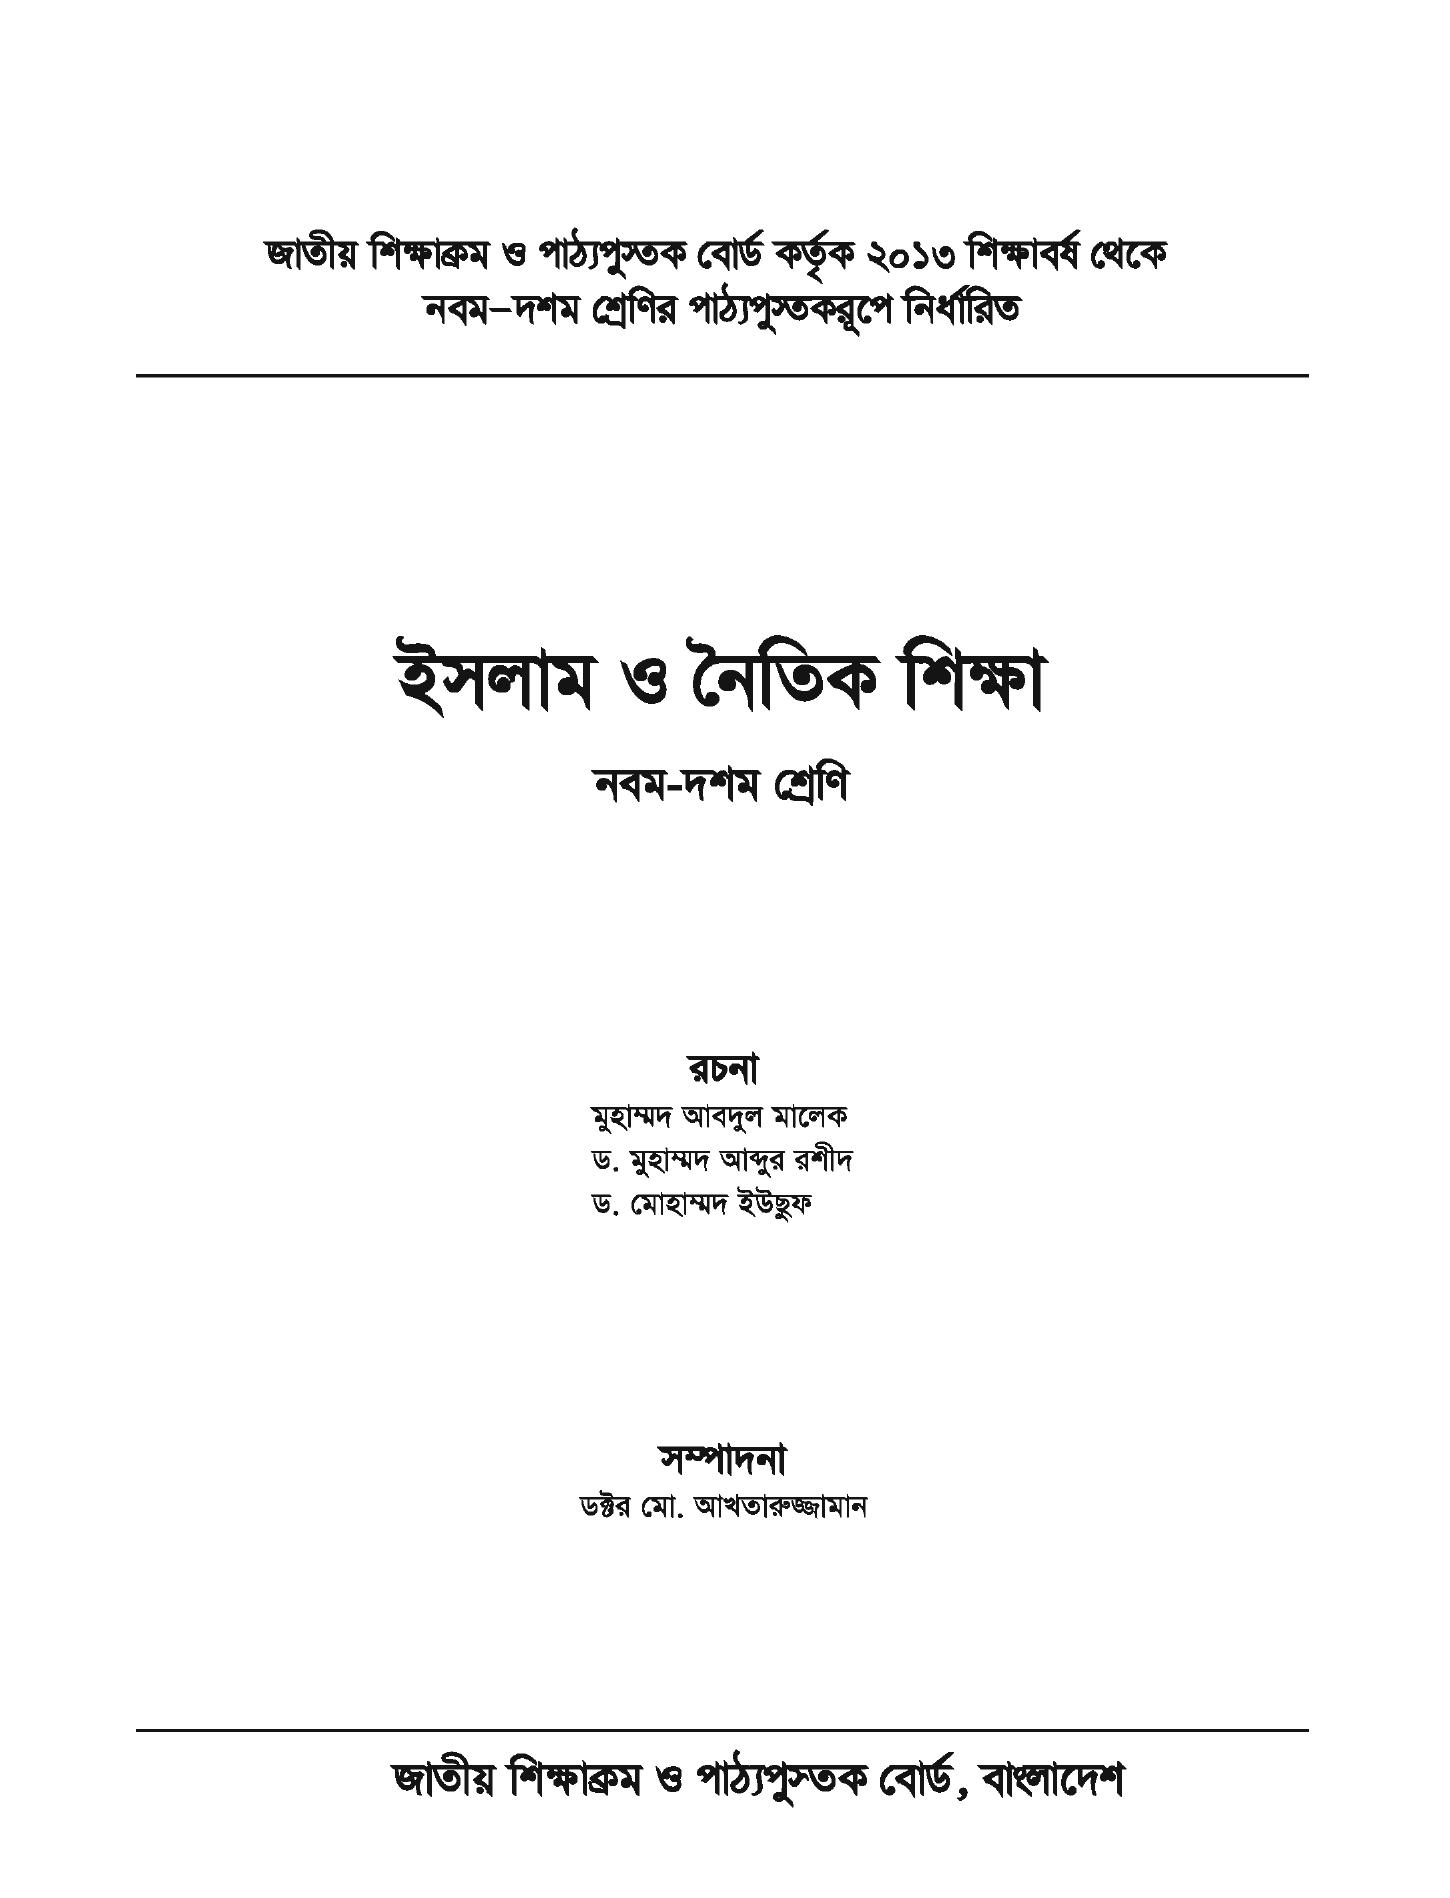 জাতীয় শিক্ষাক্রম ও পাঠ্যপুস্তক বোর্ড কর্তৃক ২০১৩ শিক্ষাবর্ষ থেকে
নবম–দশম শ্রেণির পাঠ্যপুস্তকরূপে নির্ধারিত
ইসলাম ও নৈতিক শিক্ষা
নবম-দশম শ্রেণি
রচনা
মুহাম্মদ আবদুল মালেক
ড. মুহাম্মদ আব্দুর রশীদ
ড. মোহাম্মদ ইউছুফ
সম্পাদনা
ডক্টর মো. আখতারুজ্জামান
জাতীয় শিক্ষাক্রম ও পাঠ্যপুস্তক বোর্ড, বাংলাদেশ